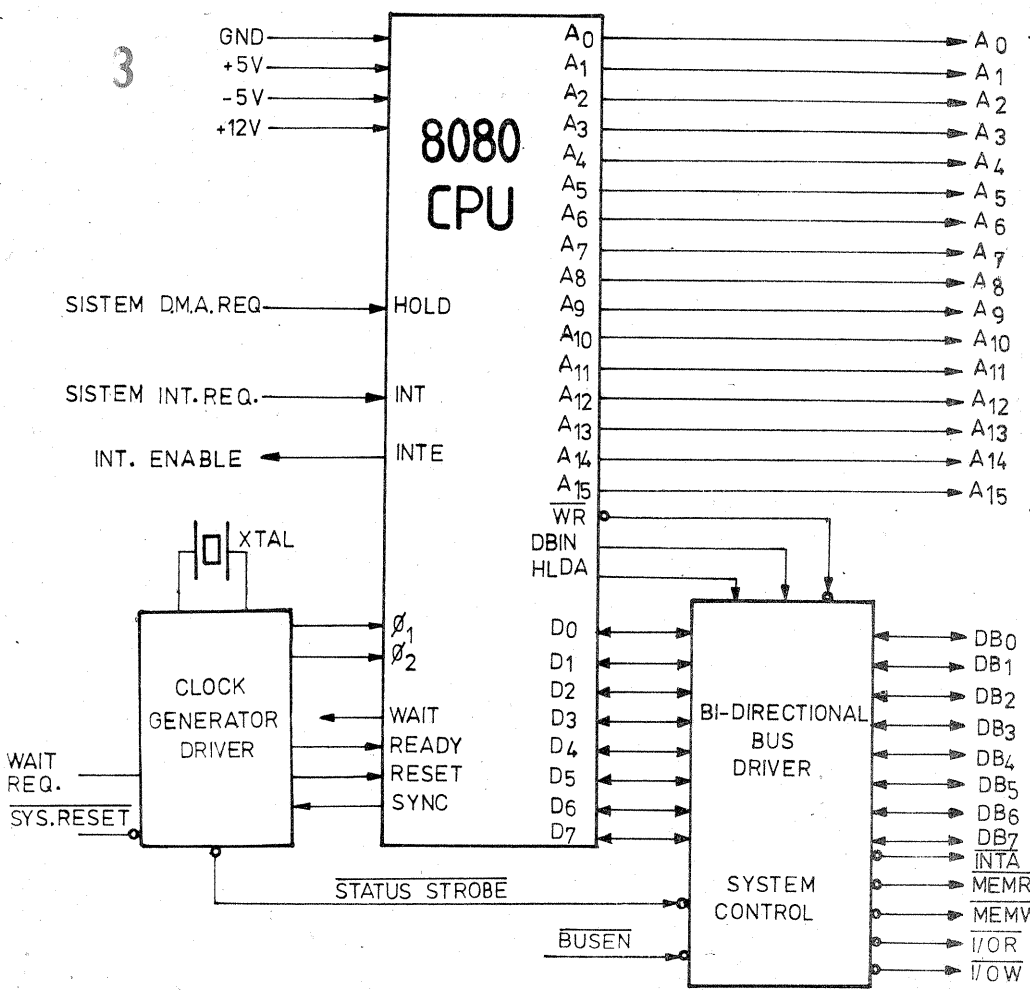 3
GND
+5V
-5V
+12V
8080
CPU
SISTEM D.M.A. REQ.
HOLD
SISTEM INT. REQ.
INT
INT. ENABLE
INTE
XTAL
CLOCK
GENERATOR
DRIVER
WAIT
REQ.
SYS.RESET
Ø1
Ø2
WAIT
READY
RESET
SYNC
A0
A1
A2
A3
A4
A5
A6
A7
A8
A9
A10
A11
A12
A13
A14
A15
WR
DBIN
HLDA
D0
D1
D2
D3
D4
D5
D6
D7
A0
A1
A2
A3
A4
A5
A6
A7
A8
A9
A10
A11
A12
A13
A14
A15
BI-DIRECTIONAL
BUS
DRIVER
SYSTEM
CONTROL
DB0
DB1
DB2
DB3
DB4
DB5
DB6
DB7
INTA
MEMR
MEMW
I/OR
I/OW
STATUS STROBE
BUSEN